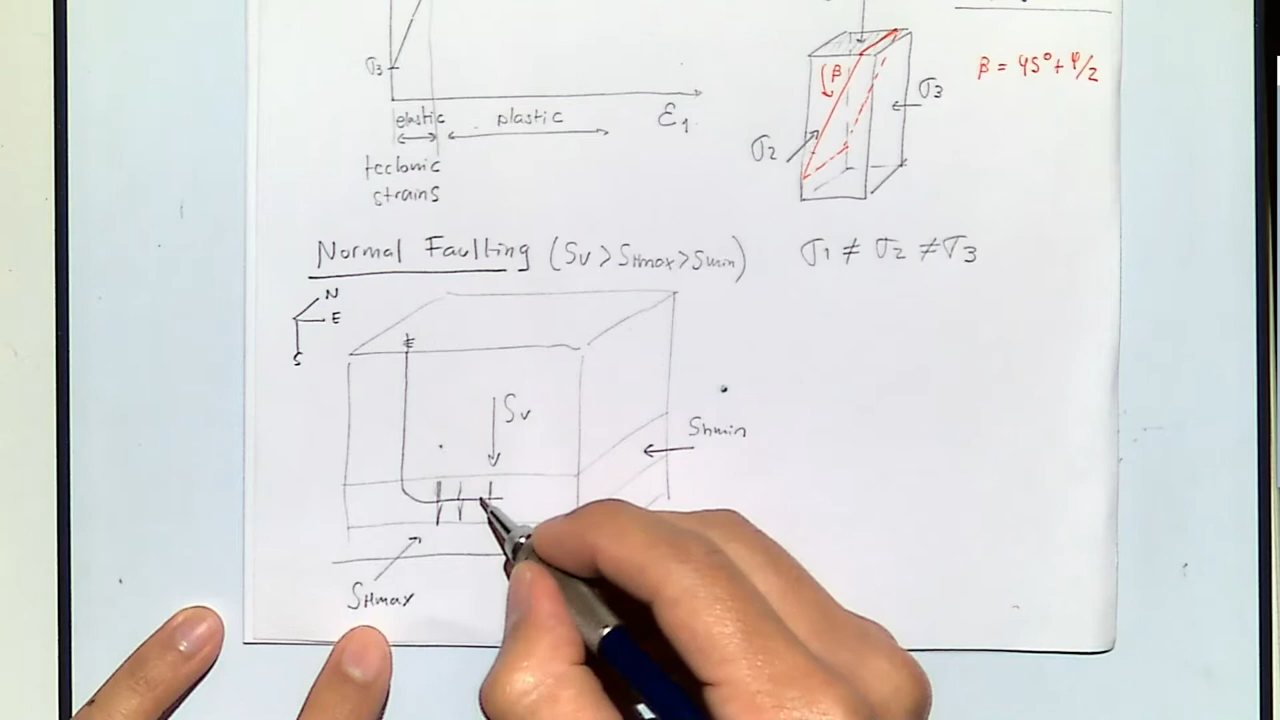 σ3
elastic
plastic
ε1
tectonic
strains
β
σ3
σ2
β = 45° + φ/2
Normal Faulting (Sv > SHmax > Smin)
σ1 ≠ σ2 ≠ σ3
N
E
S
Sv
Shmin
SHmax